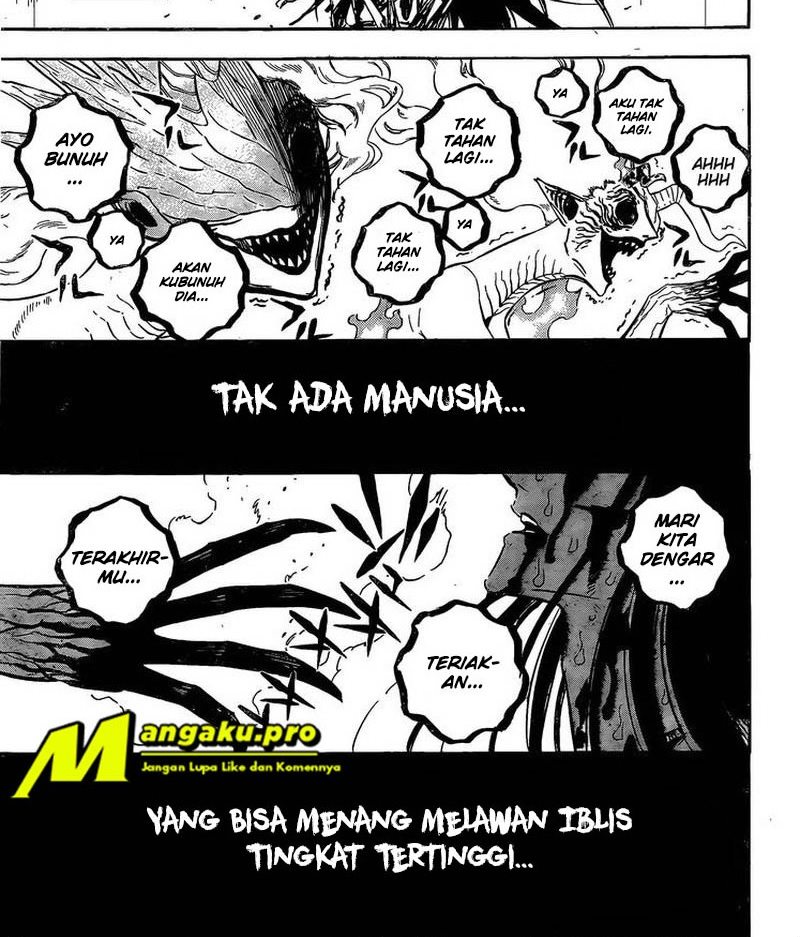 AHHH
HHH
AKU TAK
TAHAN
LAGI.
YA
TAK
TAHAN
LAGI...
YA
TAK
TAHAN
LAGI...
AYO
BUNUH
...
YA
AKAN
KUBUNUH
DIA...
TAK ADA MANUSIA...
MARI
KITA
DENGAR
...
TERIAK-
AN...
TERAKHIR-
MU...
Mangaku.pro
Jangan Lupa Like dan Komennya
YANG BISA MENANG MELAWAN IBLIS
TINGKAT TERTINGGI...